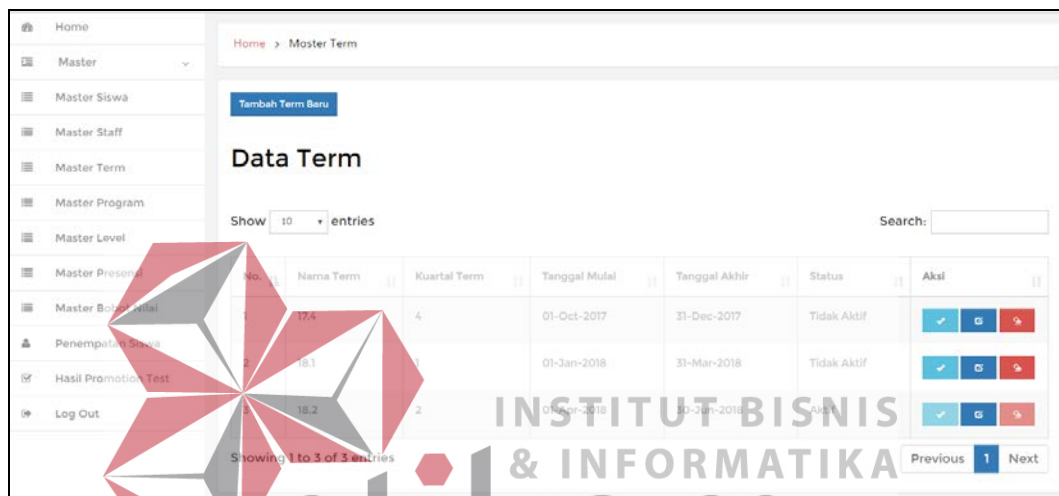 Home
Master
Master Siswa
Master Staff
Master Term
Master Program
Master Level
Master Presensi
Master Bobot Nilai
Penempatan Siswa
Hasil Promotion Test
Log Out
Home > Master Term
Tambah Term Baru
Data Term
Show 10 entries
Search:
No. Nama Term Kuartal Term Tanggal Mulai Tanggal Akhir Status Aksi
1 17.4 4 01-Oct-2017 31-Dec-2017 Tidak Aktif
2 18.1 1 01-Jan-2018 31-Mar-2018 Tidak Aktif
3 18.2 2 01-Apr-2018 30-Jun-2018 Aktif
Showing 1 to 3 of 3 entries
Previous 1 Next
INSTITUT BISNIS
& INFORMATIKA